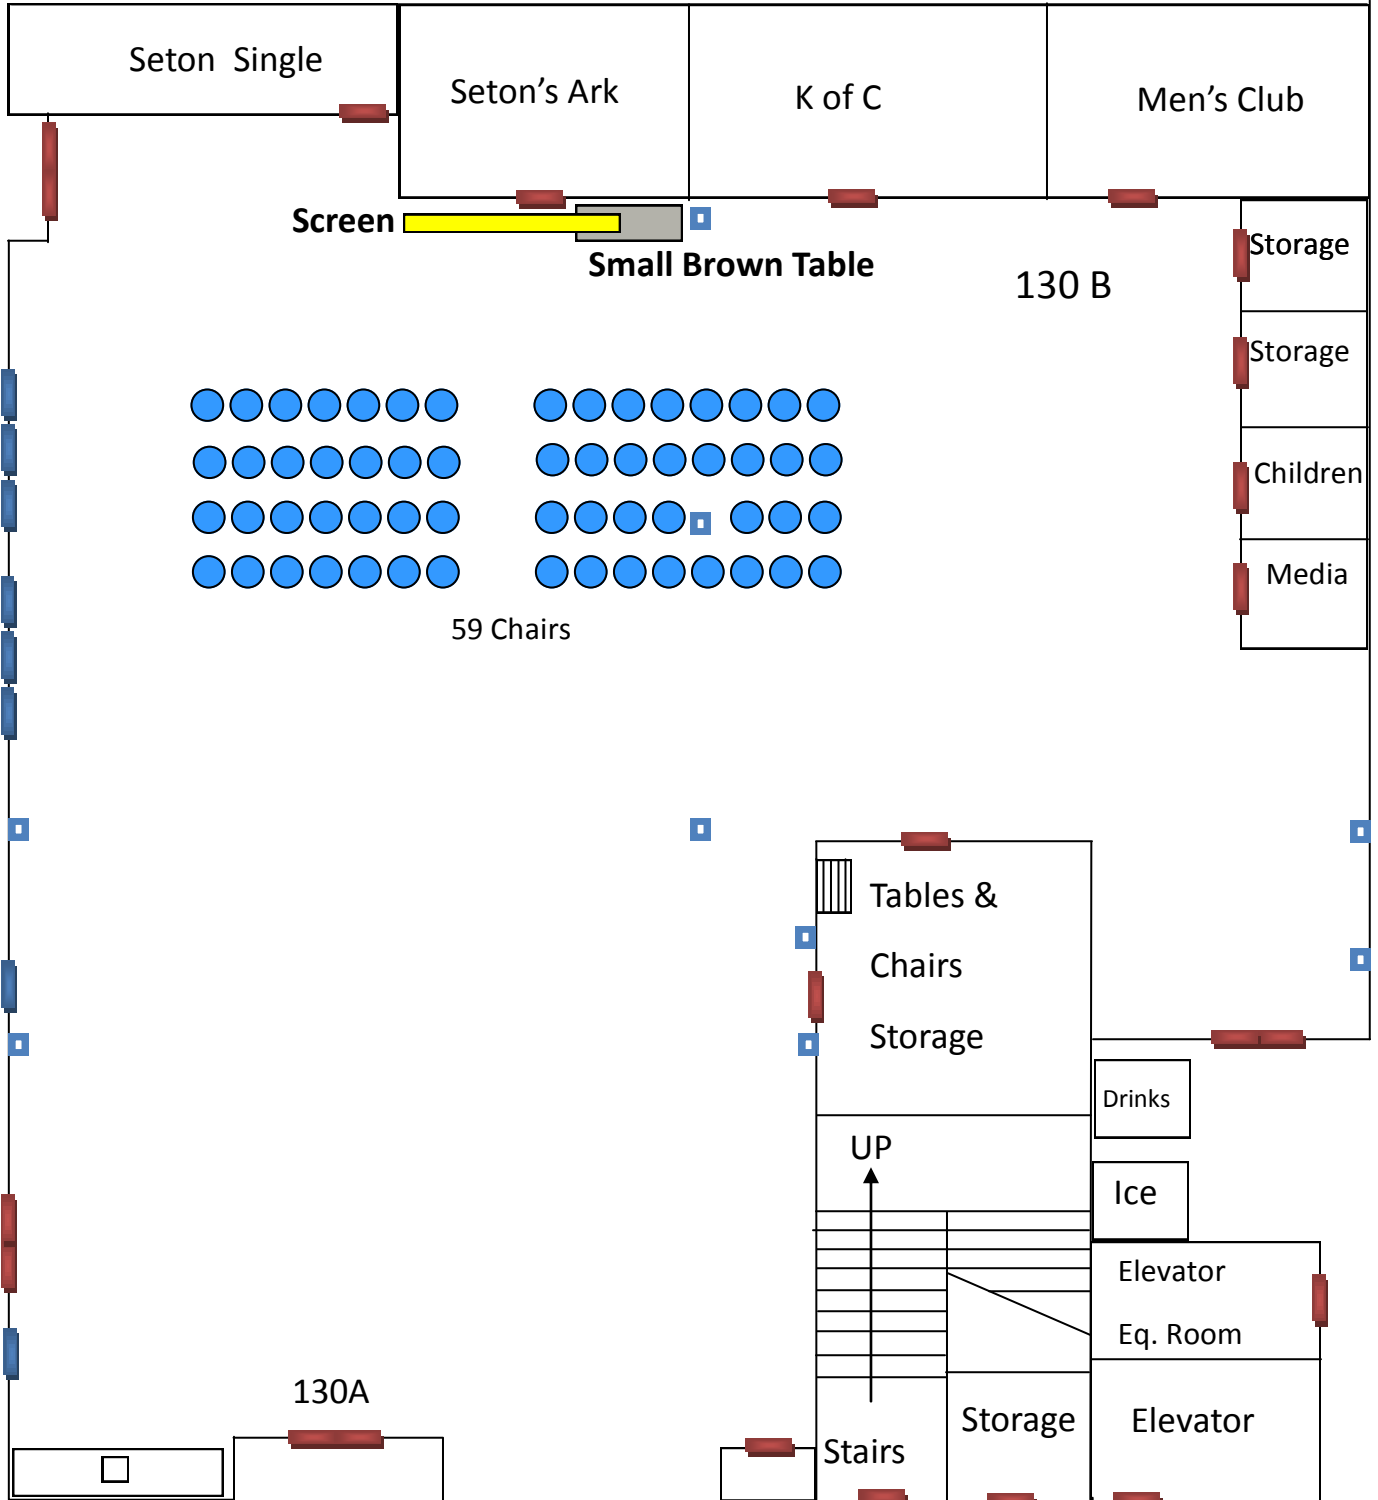 Seton  Single
Seton's Ark
K of C
Men's Club
Screen
Small Brown Table
130 B
Storage
Storage
Children
Media
59 Chairs
Tables &
Chairs
Storage
Drinks
UP
Ice
Elevator
Eq. Room
130A
Stairs
Storage
Elevator